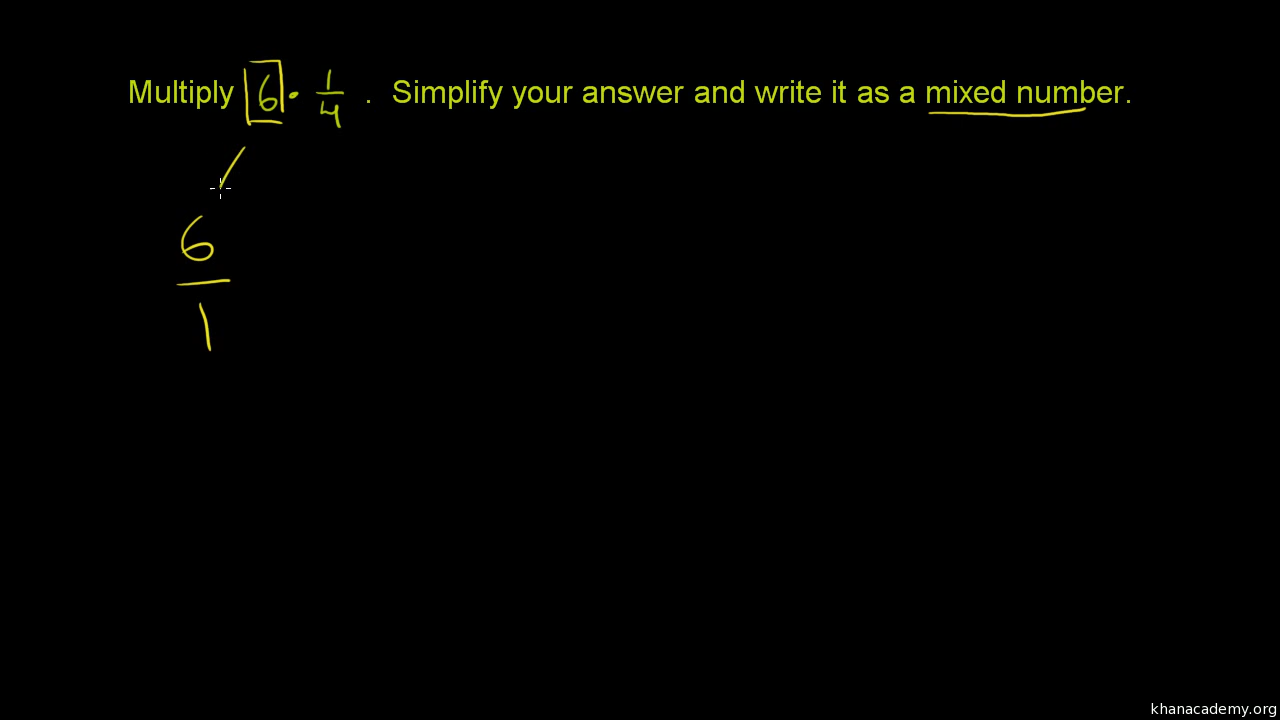 Multiply 6 · 1/4 . Simplify your answer and write it as a mixed number.
6
1
khanacademy.org